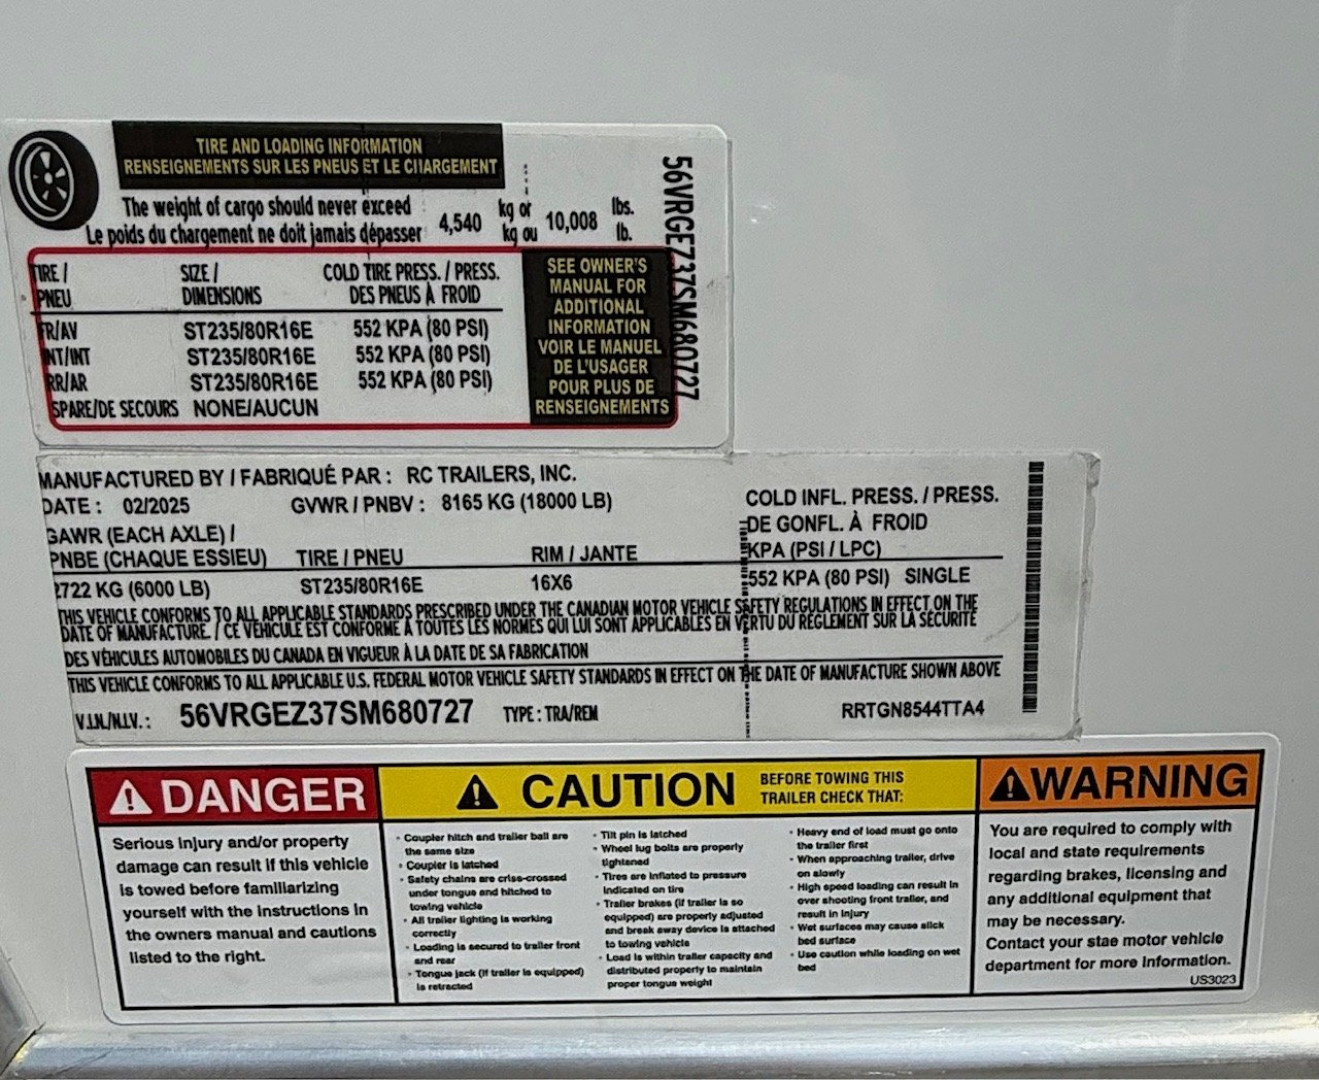 TIRE AND LOADING INFORMATION
RENSEIGNEMENTS SUR LES PNEUS ET LE CHARGEMENT
The weight of cargo should never exceed 4,540 kg or 10,008 lbs.
Le poids du chargement ne doit jamais dépasser kg ou lb.
TIRE / SIZE / COLD TIRE PRESS. / PRESS.
PNEU DIMENSIONS DES PNEUS À FROID
FR/AV ST235/80R16E 552 KPA (80 PSI)
INT/INT ST235/80R16E 552 KPA (80 PSI)
RR/AR ST235/80R16E 552 KPA (80 PSI)
SPARE/DE SECOURS NONE/AUCUN
SEE OWNER'S
MANUAL FOR
ADDITIONAL
INFORMATION
VOIR LE MANUEL
DE L'USAGER
POUR PLUS DE
RENSEIGNEMENTS
56VRGEZ37SM680727
MANUFACTURED BY / FABRIQUÉ PAR : RC TRAILERS, INC.
DATE : 02/2025 GVWR / PNBV : 8165 KG (18000 LB)
GAWR (EACH AXLE) /
PNBE (CHAQUE ESSIEU) TIRE / PNEU RIM / JANTE
COLD INFL. PRESS. / PRESS.
DE GONFL. À FROID
KPA (PSI / LPC)
2722 KG (6000 LB) ST235/80R16E 16X6 552 KPA (80 PSI) SINGLE
THIS VEHICLE CONFORMS TO ALL APPLICABLE STANDARDS PRESCRIBED UNDER THE CANADIAN MOTOR VEHICLE SAFETY REGULATIONS IN EFFECT ON THE
DATE OF MANUFACTURE. / CE VÉHICULE EST CONFORME À TOUTES LES NORMES QUI LUI SONT APPLICABLES EN VERTU DU RÈGLEMENT SUR LA SÉCURITÉ
DES VÉHICULES AUTOMOBILES DU CANADA EN VIGUEUR À LA DATE DE SA FABRICATION
THIS VEHICLE CONFORMS TO ALL APPLICABLE U.S. FEDERAL MOTOR VEHICLE SAFETY STANDARDS IN EFFECT ON THE DATE OF MANUFACTURE SHOWN ABOVE
V.I.N./N.I.V. : 56VRGEZ37SM680727 TYPE : TRA/REM RRTGN8544TTA4
DANGER
Serious injury and/or property
damage can result if this vehicle
is towed before familiarizing
yourself with the instructions in
the owners manual and cautions
listed to the right.
CAUTION
BEFORE TOWING THIS
TRAILER CHECK THAT:
• Coupler hitch and trailer ball are
the same size
• Coupler is latched
• Safety chains are criss-crossed
under tongue and hitched to
towing vehicle
• All trailer lighting is working
correctly
• Loading is secured to trailer front
and rear
• Tongue jack (if trailer is equipped)
is retracted
• Tilt pin is latched
• Wheel lug bolts are properly
tightened
• Tires are inflated to pressure
indicated on tire
• Trailer brakes (if trailer is so
equipped) are properly adjusted
and break away device is attached
to towing vehicle
• Load is within trailer capacity and
distributed properly to maintain
proper tongue weight
• Heavy end of load must go onto
the trailer first
• When approaching trailer, drive
on slowly
• High speed loading can result in
over shooting front trailer, and
result in injury
• Wet surfaces may cause slick
bed surface
• Use caution while loading on wet
bed
WARNING
You are required to comply with
local and state requirements
regarding brakes, licensing and
any additional equipment that
may be necessary.
Contact your stae motor vehicle
department for more information.
US3023